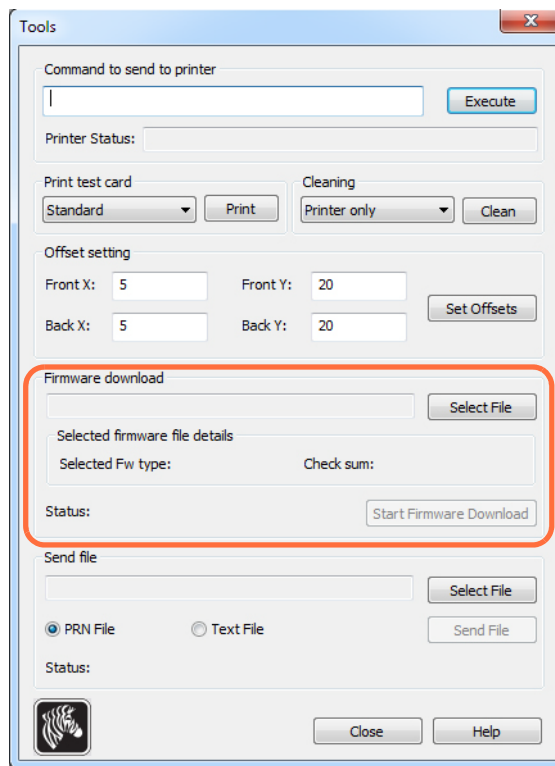 Tools
Command to send to printer
Execute
Printer Status:
Print test card
Cleaning
Standard
Print
Printer only
Clean
Offset setting
Front X: 5 Front Y: 20
Set Offsets
Back X: 5 Back Y: 20
Firmware download
Select File
Selected firmware file details
Selected Fw type: Check sum:
Status:
Start Firmware Download
Send file
Select File
PRN File Text File
Send File
Status:
Close
Help